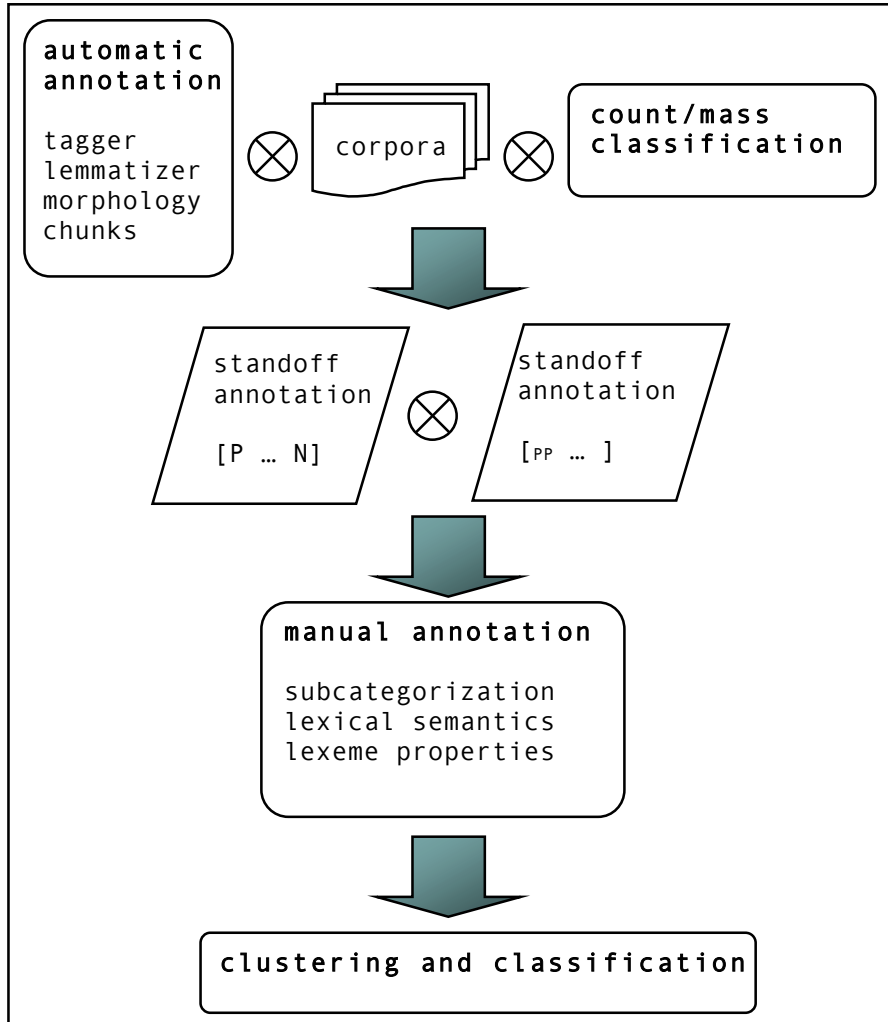 automatic
annotation
tagger
lemmatizer
morphology
chunks
corpora
count/mass
classification
standoff
annotation
[P … N]
standoff
annotation
[PP … ]
manual annotation
subcategorization
lexical semantics
lexeme properties
clustering and classification